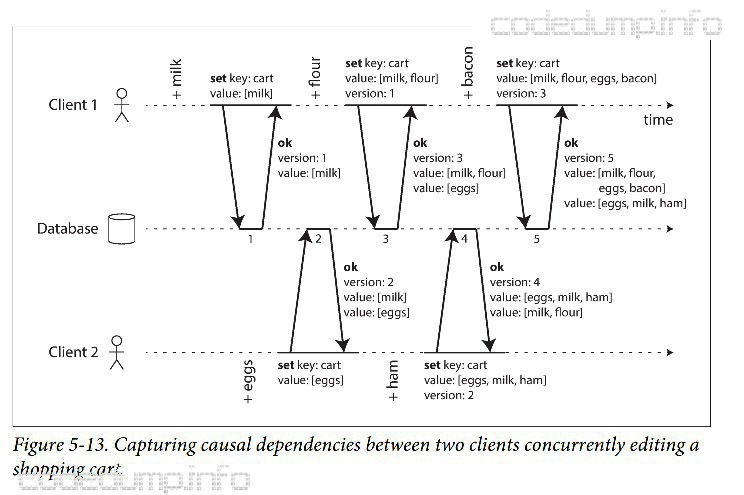 codedumpinfo
+ milk
set key: cart
value: [milk]
+ flour
set key: cart
value: [milk, flour]
version: 1
+ bacon
set key: cart
value: [milk, flour, eggs, bacon]
version: 3
Client 1
time
ok
version: 1
value: [milk]
ok
version: 3
value: [milk, flour]
value: [eggs]
ok
version: 5
value: [milk, flour,
eggs, bacon]
value: [eggs, milk, ham]
Database
1
2
3
4
5
ok
version: 2
value: [milk]
value: [eggs]
ok
version: 4
value: [eggs, milk, ham]
value: [milk, flour]
Client 2
+ eggs
set key: cart
value: [eggs]
+ ham
set key: cart
value: [eggs, milk, ham]
version: 2
Figure 5-13. Capturing causal dependencies between two clients concurrently editing a
shopping cart.
codedumpinfo